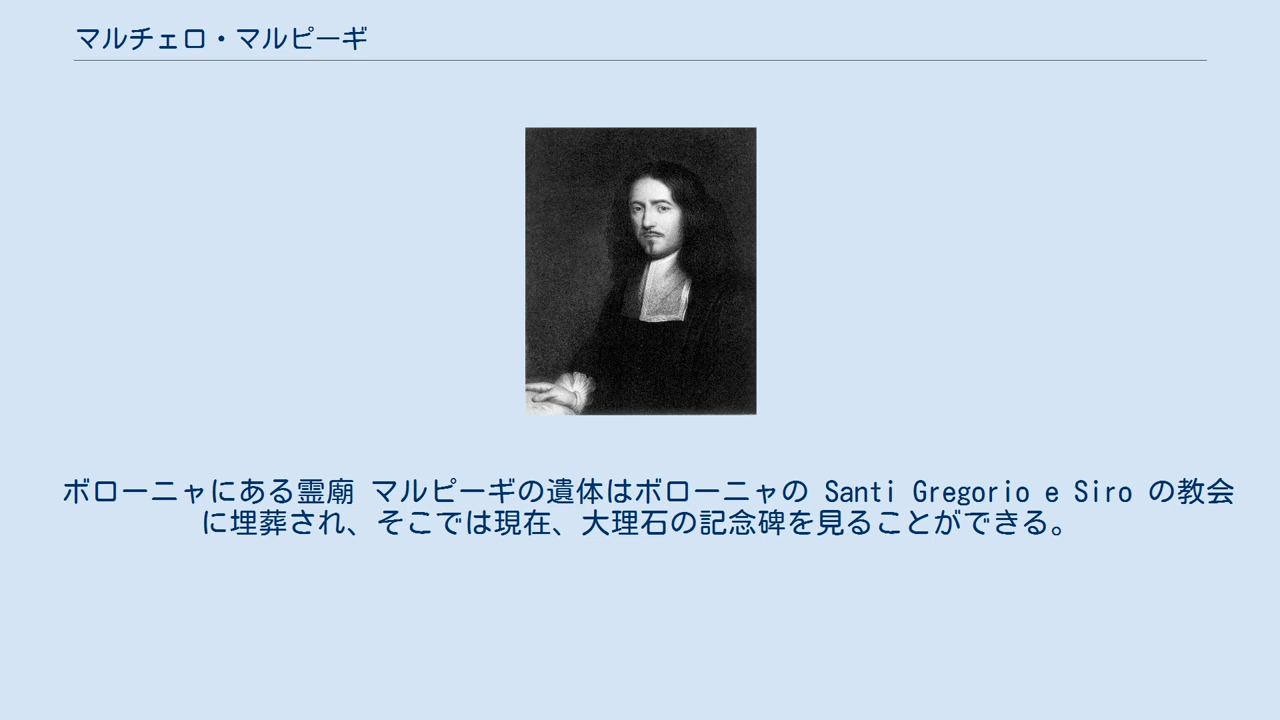 マルチェロ・マルピーギ
ボローニャにある霊廟 マルピーギの遺体はボローニャの Santi Gregorio e Siro の教会
に埋葬され、そこでは現在、大理石の記念碑を見ることができる。